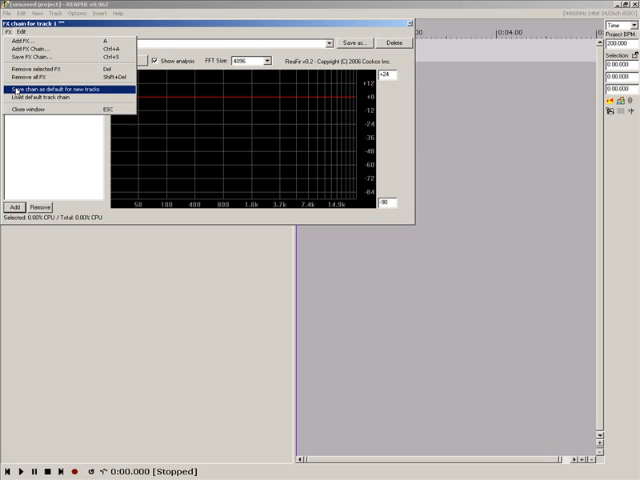 [unsaved project] - REAPER v0.962
File Edit View Track Options Insert Help
FX chain for track 1 ""
FX Edit
Add FX... A
Add FX Chain... Ctrl+A
Save FX Chain... Ctrl+S
Remove selected FX Del
Remove all FX Shift+Del
Save chain as default for new tracks
Load default track chain
Close window ESC
Save as... Delete
Show analysis FFT Size: 4096 ReaFir v0.2 - Copyright (C) 2006 Cockos Inc.
+24
+12
+0
-12
-24
-36
-48
-60
-72
-84
-90
50 100 400 800 1.8k 3.7k 7.4k 14.9k
Add Remove
Selected: 0.00% CPU / Total: 0.00% CPU
0:04.00
Time
Project BPM:
200.000
Selection:
0:00.000
0:00.000
0:00.000
0:00.000 [Stopped]